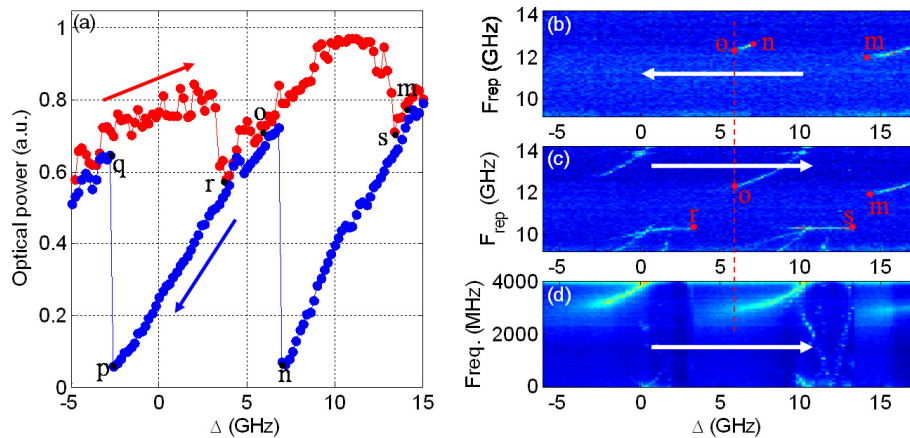 (a)
Optical power (a.u.)
1
0.8
0.6
0.4
0.2
0
q
r
o
s
m
p
n
-5 0 5 10 15
Δ (GHz)
(b)
Frep (GHz)
14
12
10
o n m
-5 0 5 10 15
(c)
Frep (GHz)
14
12
10
r o s m
-5 0 5 10 15
(d)
Freq. (MHz)
4000
2000
0
-5 0 5 10 15
Δ (GHz)